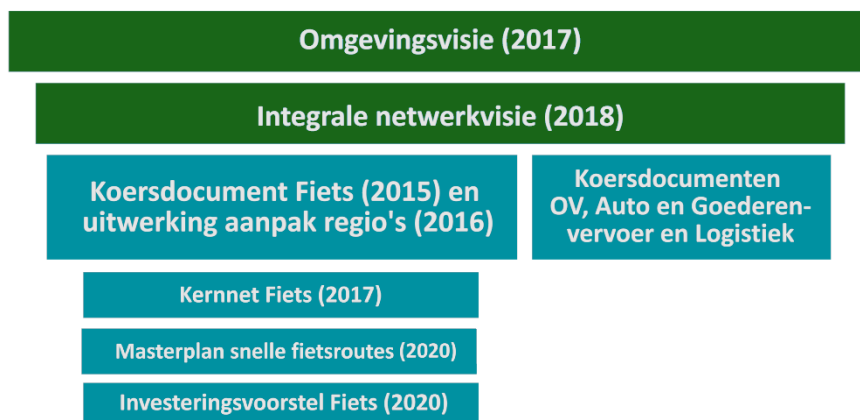 Omgevingsvisie (2017)
Integrale netwerkvisie (2018)
Koersdocument Fiets (2015) en
uitwerking aanpak regio's (2016)
Koersdocumenten
OV, Auto en Goederen-
vervoer en Logistiek
Kernnet Fiets (2017)
Masterplan snelle fietsroutes (2020)
Investeringsvoorstel Fiets (2020)